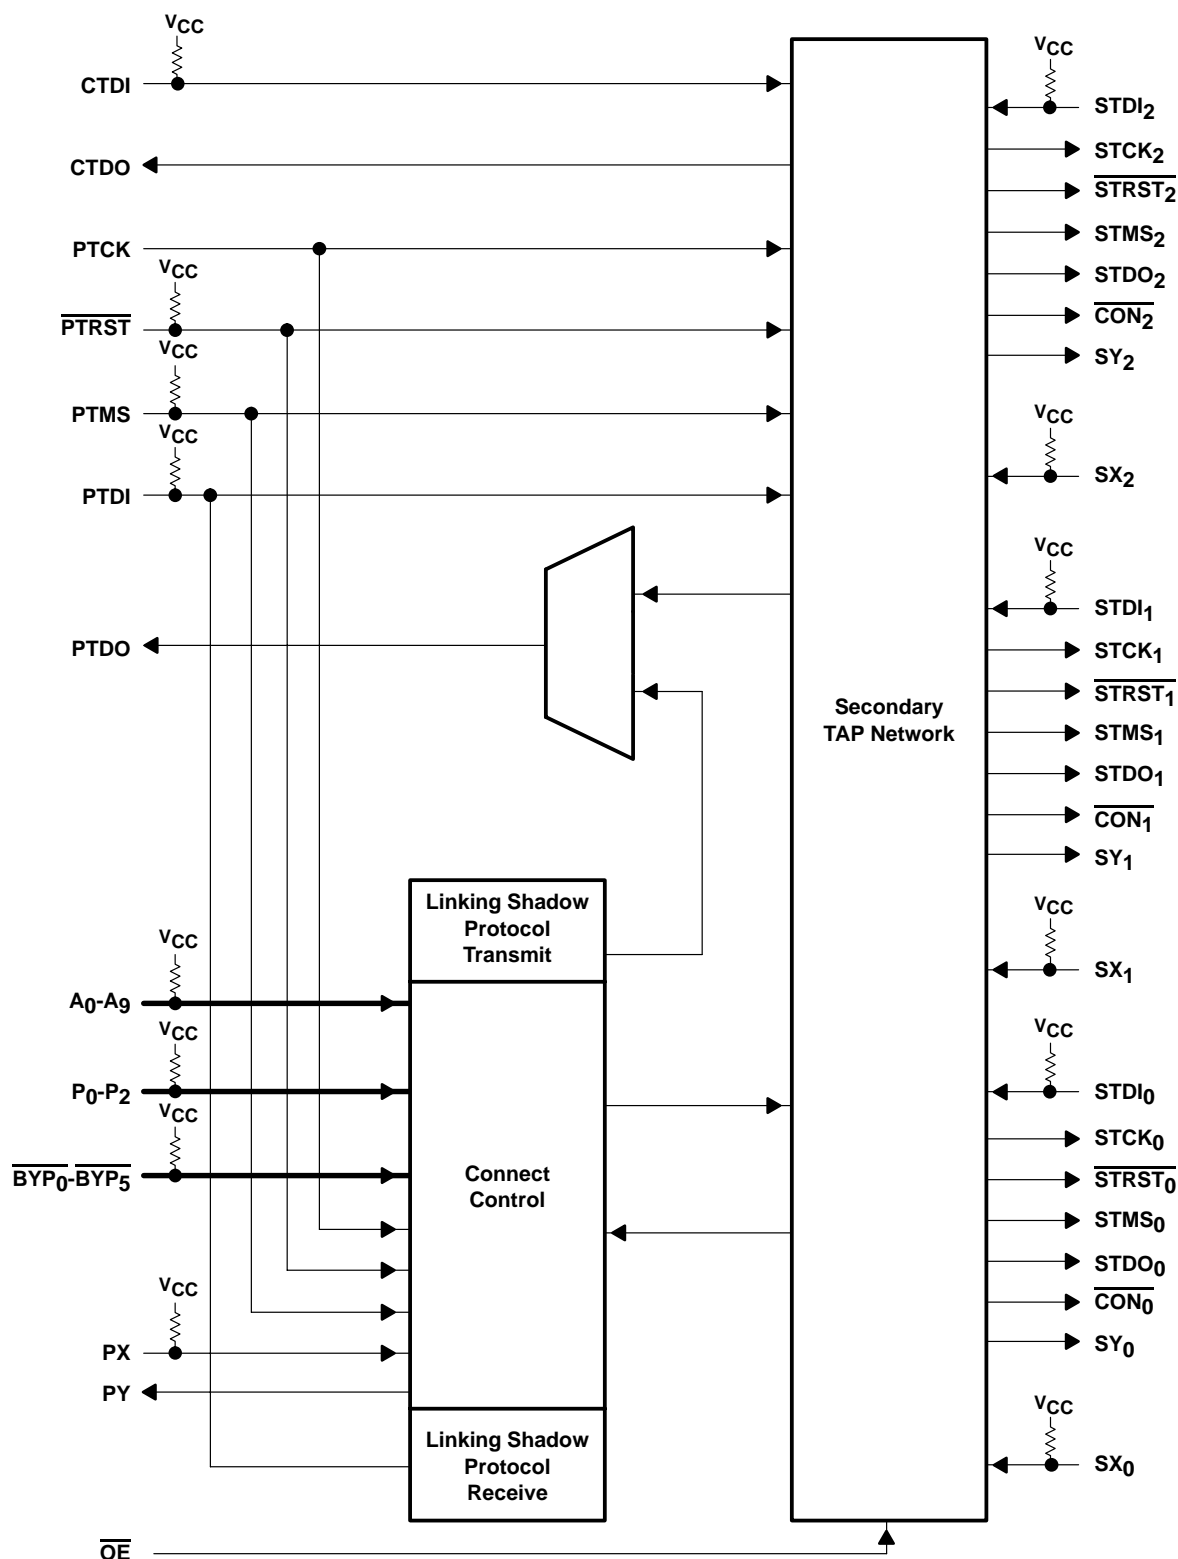 VCC
CTDI
CTDO
PTCK
VCC
PTRST
VCC
PTMS
VCC
PTDI
PTDO
Linking Shadow
Protocol
Transmit
VCC
A0-A9
VCC
P0-P2
VCC
BYP0-BYP5
Connect
Control
VCC
PX
PY
Linking Shadow
Protocol
Receive
OE
Secondary
TAP Network
VCC
STDI2
STCK2
STRST2
STMS2
STDO2
CON2
SY2
VCC
SX2
VCC
STDI1
STCK1
STRST1
STMS1
STDO1
CON1
SY1
VCC
SX1
VCC
STDI0
STCK0
STRST0
STMS0
STDO0
CON0
SY0
VCC
SX0